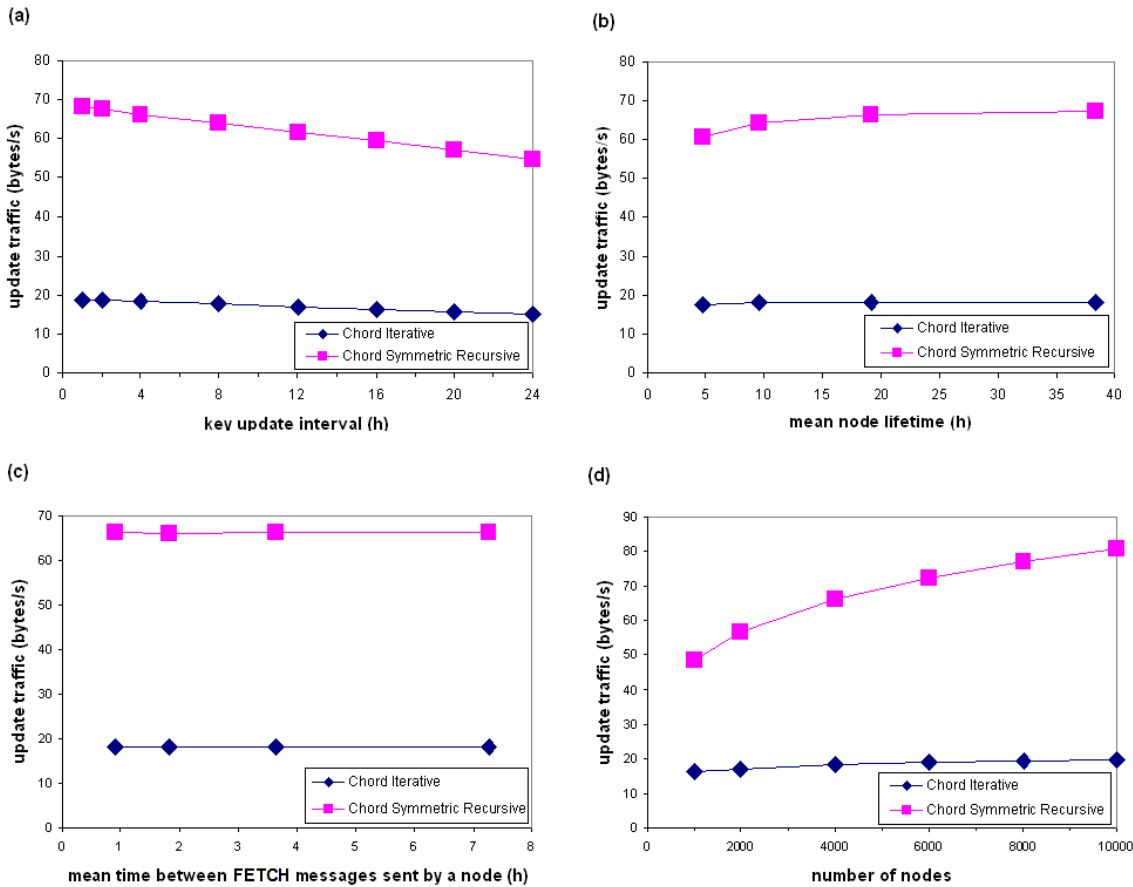 (a)
80
70
60
50
40
30
20
10
0
update traffic (bytes/s)
0 4 8 12 16 20 24
key update interval (h)
Chord Iterative
Chord Symmetric Recursive
(b)
80
70
60
50
40
30
20
10
0
update traffic (bytes/s)
0 5 10 15 20 25 30 35 40
mean node lifetime (h)
Chord Iterative
Chord Symmetric Recursive
(c)
70
60
50
40
30
20
10
0
update traffic (bytes/s)
0 1 2 3 4 5 6 7 8
mean time between FETCH messages sent by a node (h)
Chord Iterative
Chord Symmetric Recursive
(d)
90
80
70
60
50
40
30
20
10
0
update traffic (bytes/s)
0 2000 4000 6000 8000 10000
number of nodes
Chord Iterative
Chord Symmetric Recursive